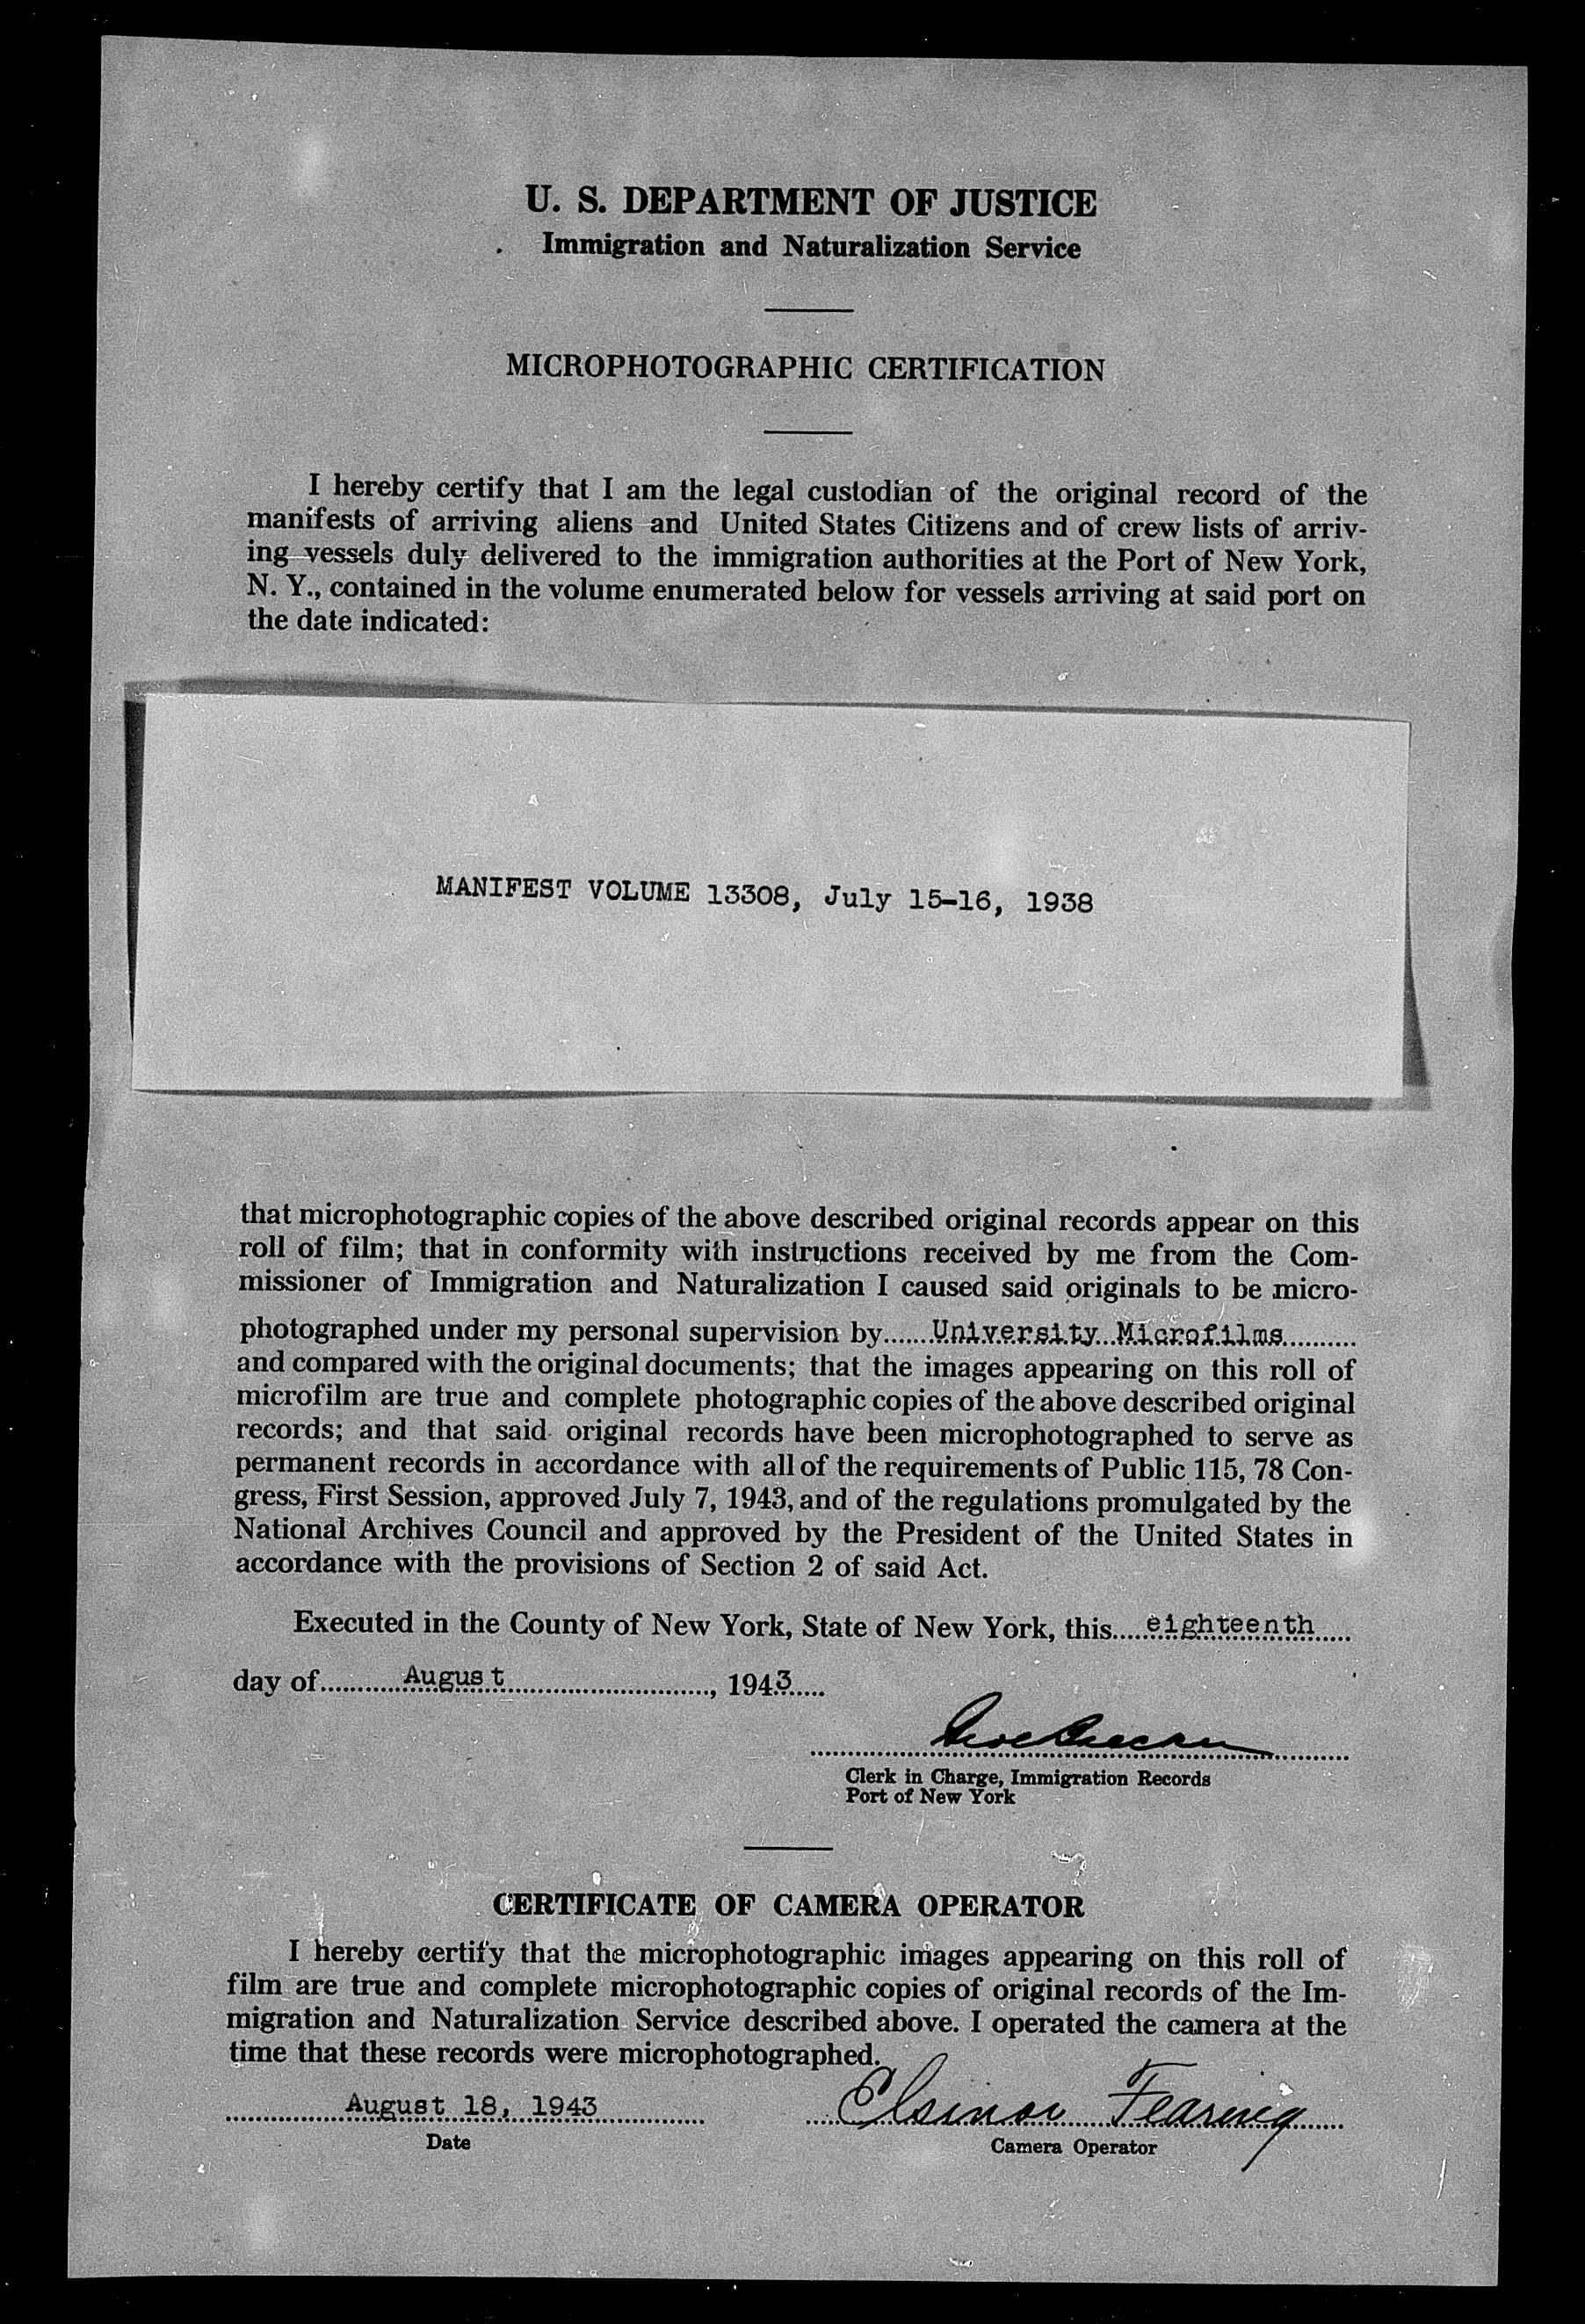 U. S. DEPARTMENT OF JUSTICE
Immigration and Naturalization Service
MICROPHOTOGRAPHIC CERTIFICATION
I hereby certify that I am the legal custodian of the original record of the
manifests of arriving aliens and United States Citizens and of crew lists of arriv-
ing vessels duly delivered to the immigration authorities at the Port of New York,
N. Y., contained in the volume enumerated below for vessels arriving at said port on
the date indicated:
MANIFEST VOLUME 13308, July 15-16, 1938
that microphotographic copies of the above described original records appear on this
roll of film; that in conformity with instructions received by me from the Com-
missioner of Immigration and Naturalization I caused said originals to be micro-
photographed under my personal supervision by......University Microfilms..........
and compared with the original documents; that the images appearing on this roll of
microfilm are true and complete photographic copies of the above described original
records; and that said original records have been microphotographed to serve as
permanent records in accordance with all of the requirements of Public 115, 78 Con-
gress, First Session, approved July 7, 1943, and of the regulations promulgated by the
National Archives Council and approved by the President of the United States in
accordance with the provisions of Section 2 of said Act.
Executed in the County of New York, State of New York, this.....eighteenth.....
day of...........August............................, 1943.....
Clerk in Charge, Immigration Records
Port of New York
CERTIFICATE OF CAMERA OPERATOR
I hereby certify that the microphotographic images appearing on this roll of
film are true and complete microphotographic copies of original records of the Im-
migration and Naturalization Service described above. I operated the camera at the
time that these records were microphotographed.
August 18, 1943 Elsinor Fearing
Date Camera Operator